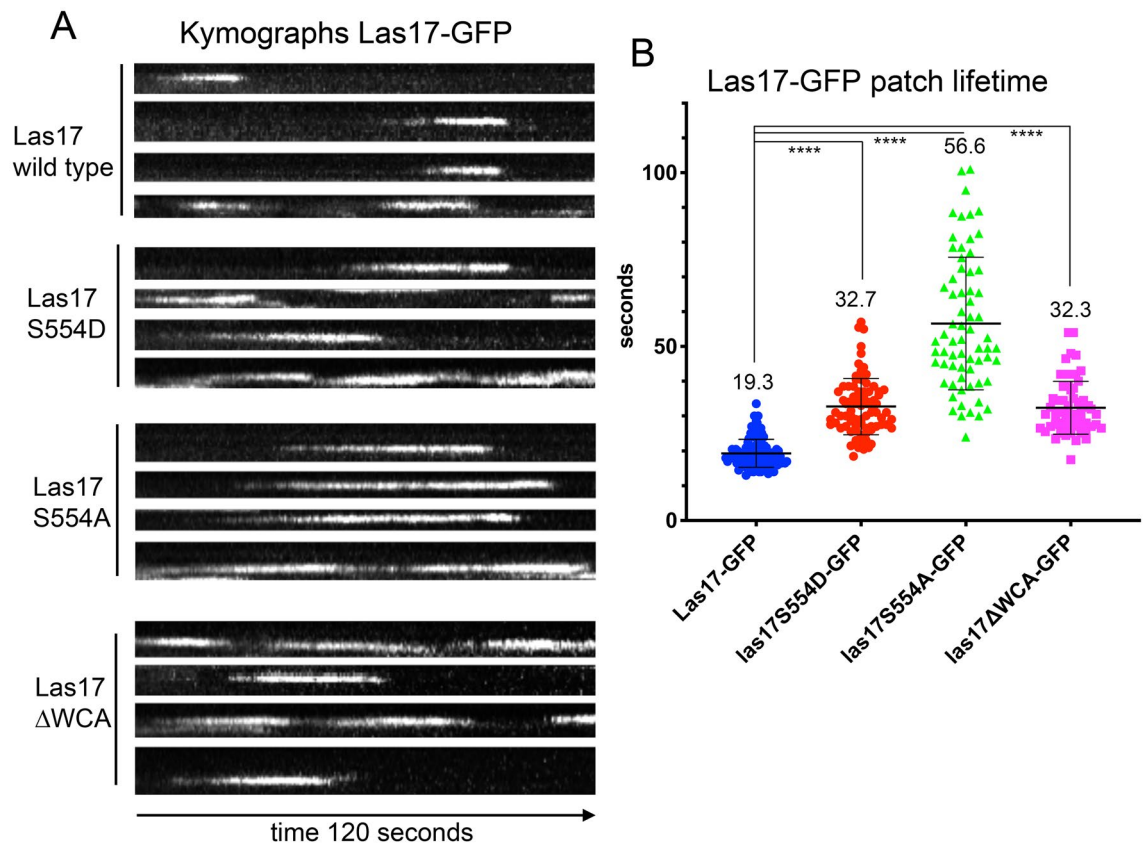 A
Kymographs Las17-GFP
Las17
wild type
Las17
S554D
Las17
S554A
Las17
ΔWCA
time 120 seconds
B
Las17-GFP patch lifetime
****
****
****
56.6
32.7
32.3
19.3
100
50
0
seconds
Las17-GFP
las17S554D-GFP
las17S554A-GFP
las17ΔWCA-GFP